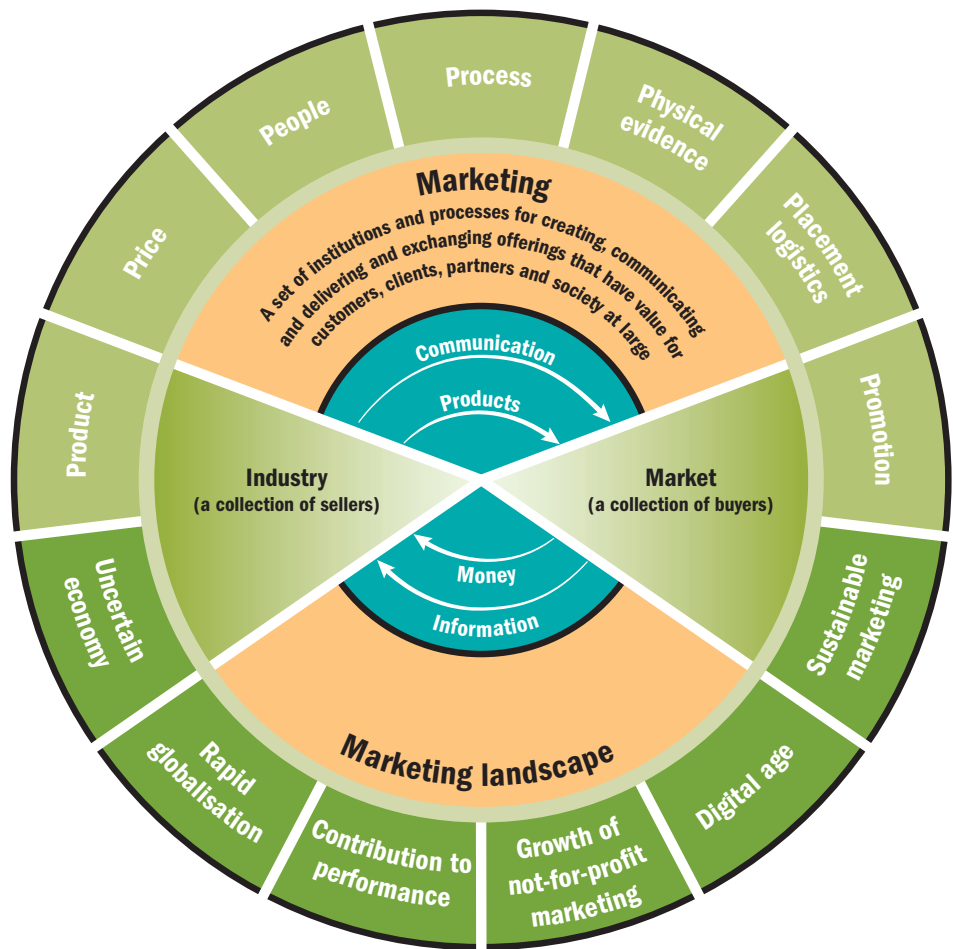 Process
People
Physical
evidence
Price
Placement
logistics
Product
Promotion
Marketing
A set of institutions and processes for creating, communicating
and delivering and exchanging offerings that have value for
customers, clients, partners and society at large
Communication
Products
Industry
(a collection of sellers)
Market
(a collection of buyers)
Money
Information
Marketing landscape
Uncertain
economy
Rapid
globalisation
Contribution to
performance
Growth of
not-for-profit
marketing
Digital age
Sustainable
marketing